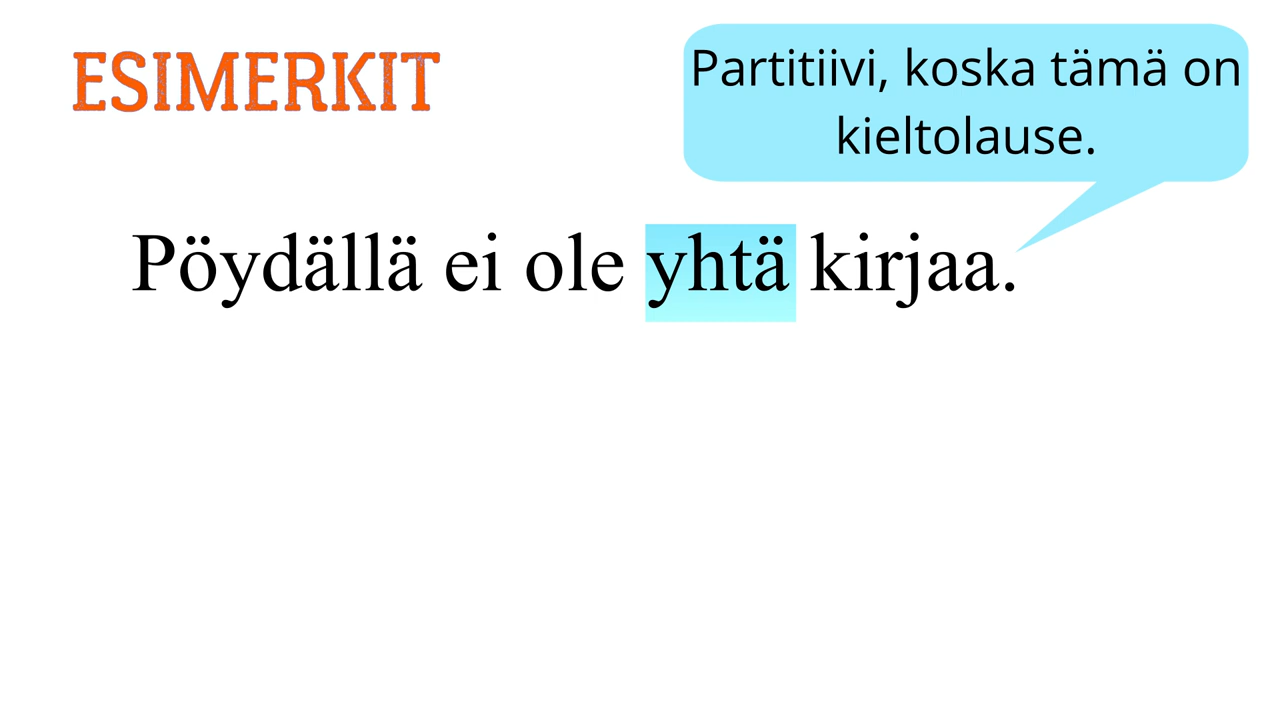 ESIMERKIT
Partitiivi, koska tämä on
kieltolause.
Pöydällä ei ole yhtä kirjaa.